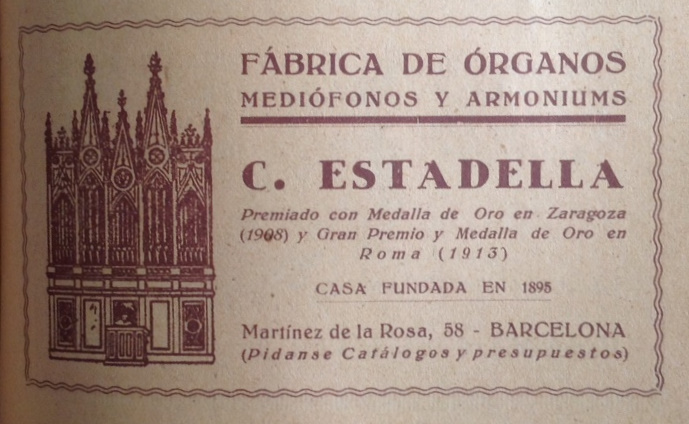 FÁBRICA DE ÓRGANOS
MEDIÓFONOS Y ARMONIUMS
C. ESTADELLA
Premiado con Medalla de Oro en Zaragoza
(1908) y Gran Premio y Medalla de Oro en
Roma (1913)
CASA FUNDADA EN 1895
Martínez de la Rosa, 58 - BARCELONA
(Pídanse Catálogos y presupuestos)